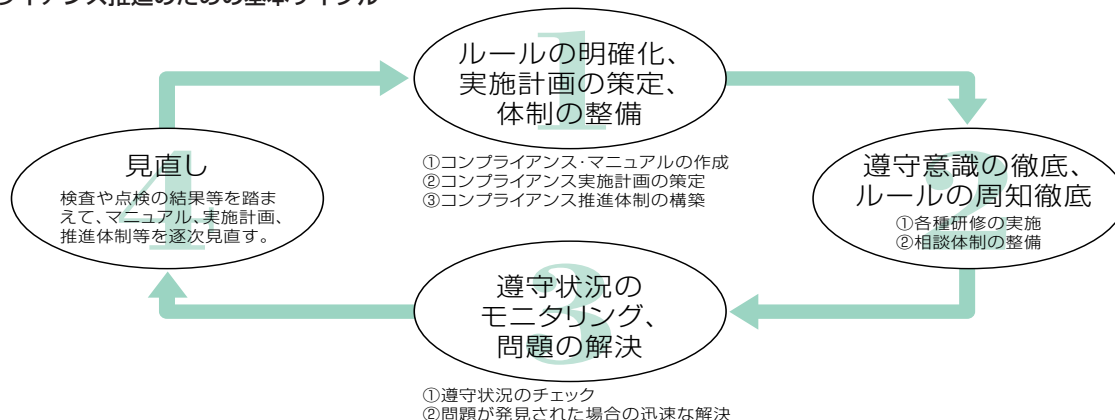 ライアンス推進のための基本サイクル
1
ルールの明確化、
実施計画の策定、
体制の整備
①コンプライアンス・マニュアルの作成
②コンプライアンス実施計画の策定
③コンプライアンス推進体制の構築
2
遵守意識の徹底、
ルールの周知徹底
①各種研修の実施
②相談体制の整備
3
遵守状況の
モニタリング、
問題の解決
①遵守状況のチェック
②問題が発見された場合の迅速な解決
4
見直し
検査や点検の結果等を踏ま
えて、マニュアル、実施計画、
推進体制等を逐次見直す。